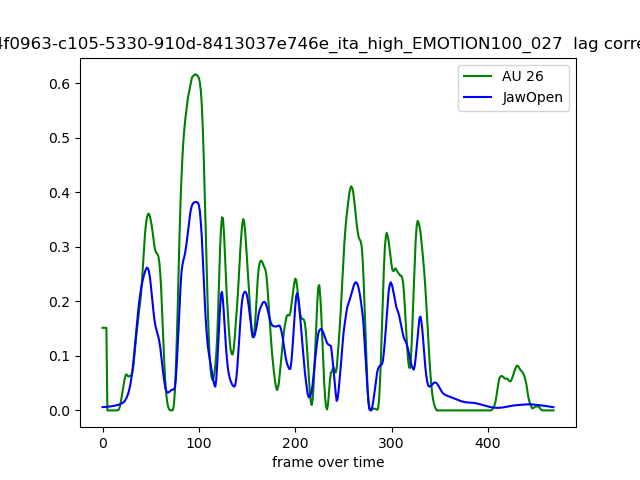 4f0963-c105-5330-910d-8413037e746e_ita_high_EMOTION100_027 lag corre
AU 26
JawOpen
0.6
0.5
0.4
0.3
0.2
0.1
0.0
0 100 200 300 400
frame over time